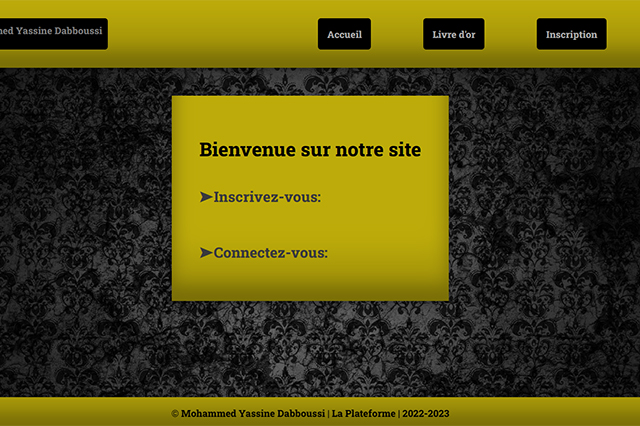 Yassine Dabboussi
Accueil
Livre d'or
Inscription
Bienvenue sur notre site
➤Inscrivez-vous:
➤Connectez-vous:
© Mohammed Yassine Dabboussi | La Plateforme | 2022-2023